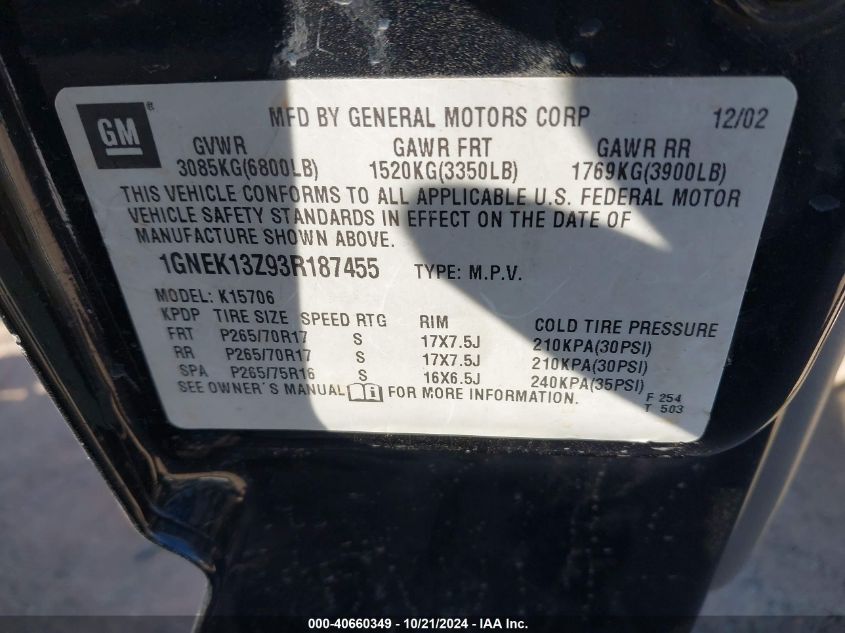 GM ®
MFD BY GENERAL MOTORS CORP 12/02
GVWR GAWR FRT GAWR RR
3085KG(6800LB) 1520KG(3350LB) 1769KG(3900LB)
THIS VEHICLE CONFORMS TO ALL APPLICABLE U.S. FEDERAL MOTOR
VEHICLE SAFETY STANDARDS IN EFFECT ON THE DATE OF
MANUFACTURE SHOWN ABOVE.
1GNEK13Z93R187455 TYPE: M.P.V.
MODEL: K15706
KPDP TIRE SIZE SPEED RTG RIM COLD TIRE PRESSURE
FRT P265/70R17 S 17X7.5J 210KPA(30PSI)
RR P265/70R17 S 17X7.5J 210KPA(30PSI)
SPA P265/75R16 S 16X6.5J 240KPA(35PSI)
SEE OWNER'S MANUAL FOR MORE INFORMATION.
F 254
T 503
000-40660349 - 10/21/2024 - IAA Inc.